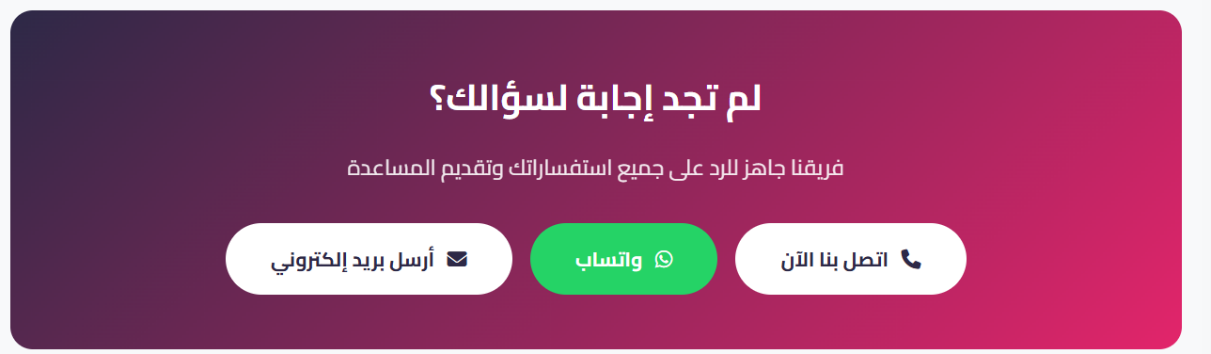 لم تجد إجابة لسؤالك؟
فريقنا جاهز للرد على جميع استفساراتك وتقديم المساعدة
اتصل بنا الآن
واتساب
أرسل بريد إلكتروني